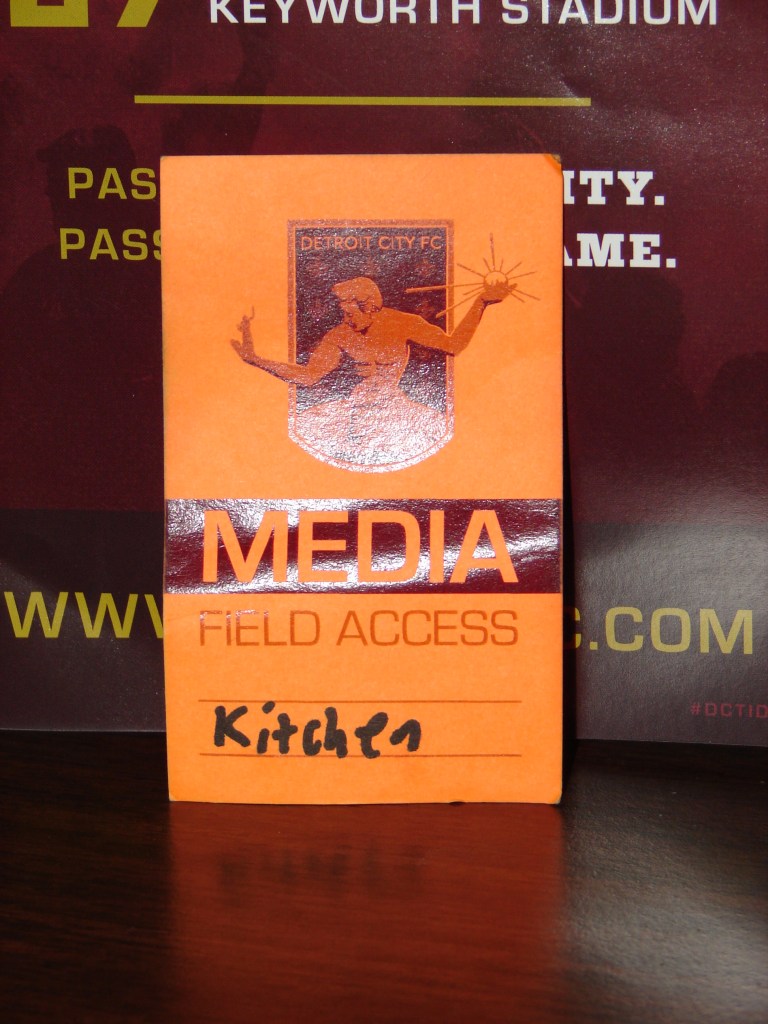 KEYWORTH STADIUM
PAS ITY.
PASS AME.
DETROIT CITY FC
MEDIA
WWW C.COM
FIELD ACCESS
#DCTID
Kitchen